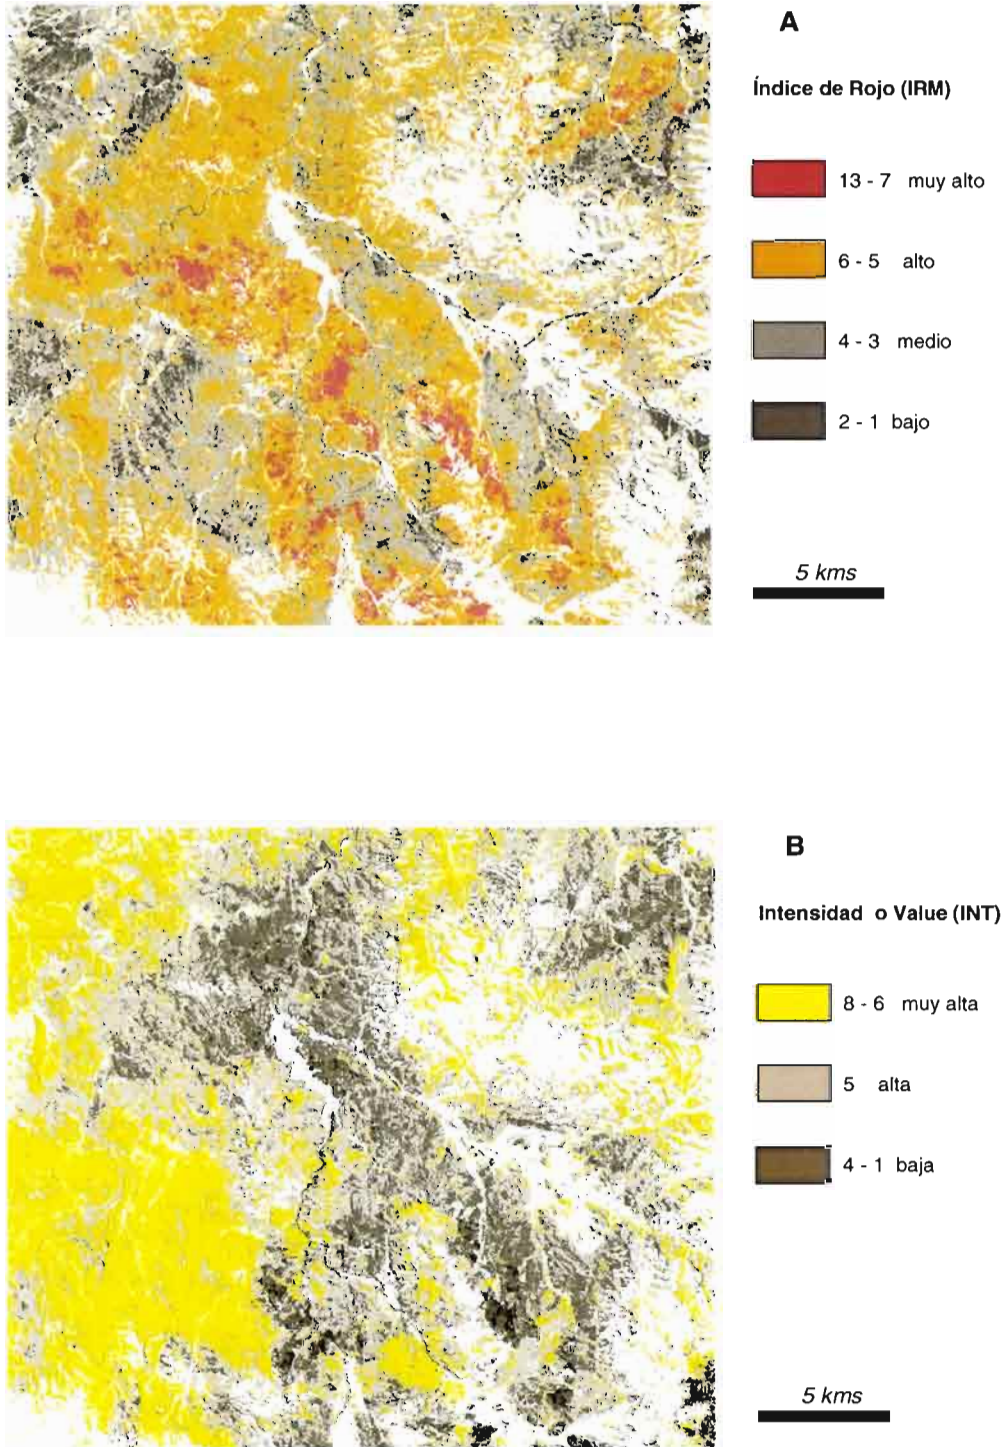 A
Índice de Rojo (IRM)
13 - 7 muy alto
6 - 5 alto
4 - 3 medio
2 - 1 bajo
5 kms
B
Intensidad o Value (INT)
8 - 6 muy alta
5 alta
4 - 1 baja
5 kms